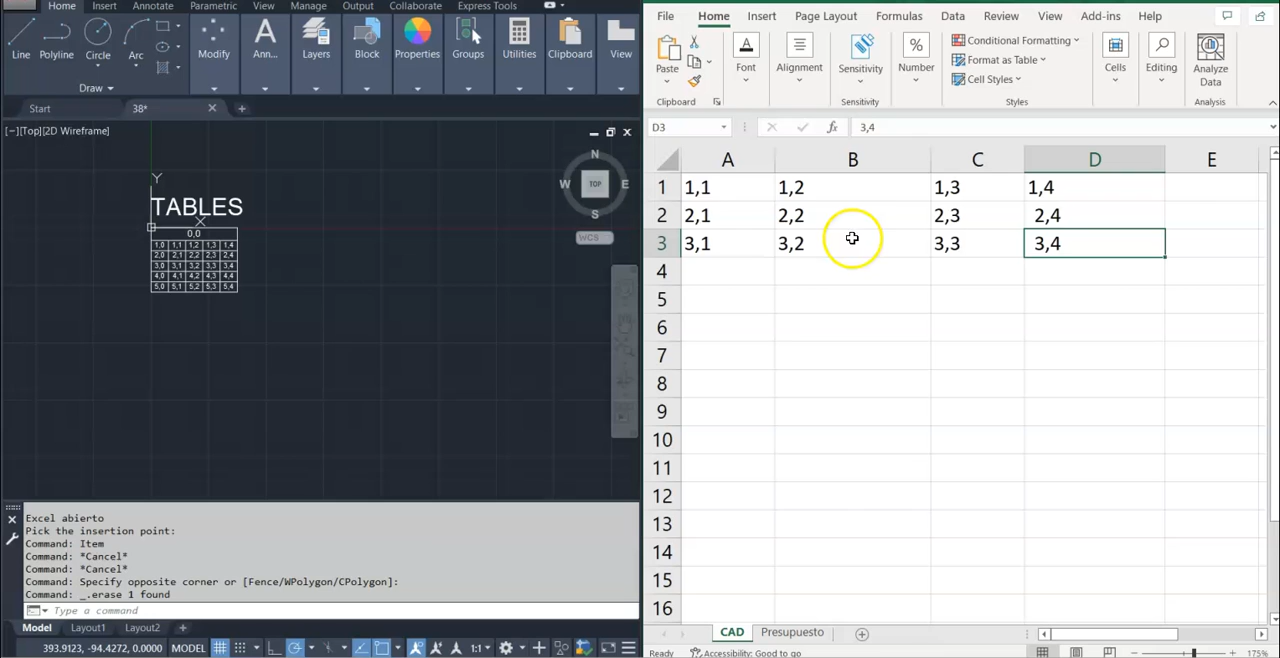 Home Insert Annotate Parametric View Manage Output Collaborate Express Tools
Line Polyline Circle Arc Modify Ann... Layers Block Properties Groups Utilities Clipboard View
Draw
Start 38*
[−][Top][2D Wireframe]
N
W TOP E
S
WCS
Y
TABLES
0,0
1,0 1,1 1,2 1,3 1,4
2,0 2,1 2,2 2,3 2,4
3,0 3,1 3,2 3,3 3,4
4,0 4,1 4,2 4,3 4,4
5,0 5,1 5,2 5,3 5,4
Excel abierto
Pick the insertion point:
Command: Item
Command: *Cancel*
Command: *Cancel*
Command: Specify opposite corner or [Fence/WPolygon/CPolygon]:
Command: _.erase 1 found
Type a command
Model Layout1 Layout2 +
393.9123, -94.4272, 0.0000 MODEL 1:1
File Home Insert Page Layout Formulas Data Review View Add-ins Help
Paste Font Alignment Sensitivity Number Conditional Formatting Format as Table Cell Styles Cells Editing Analyze Data
Clipboard Sensitivity Styles Analysis
D3 fx 3,4
A B C D E
1 1,1 1,2 1,3 1,4
2 2,1 2,2 2,3 2,4
3 3,1 3,2 3,3 3,4
4
5
6
7
8
9
10
11
12
13
14
15
16
CAD Presupuesto
Ready Accessibility: Good to go 175%